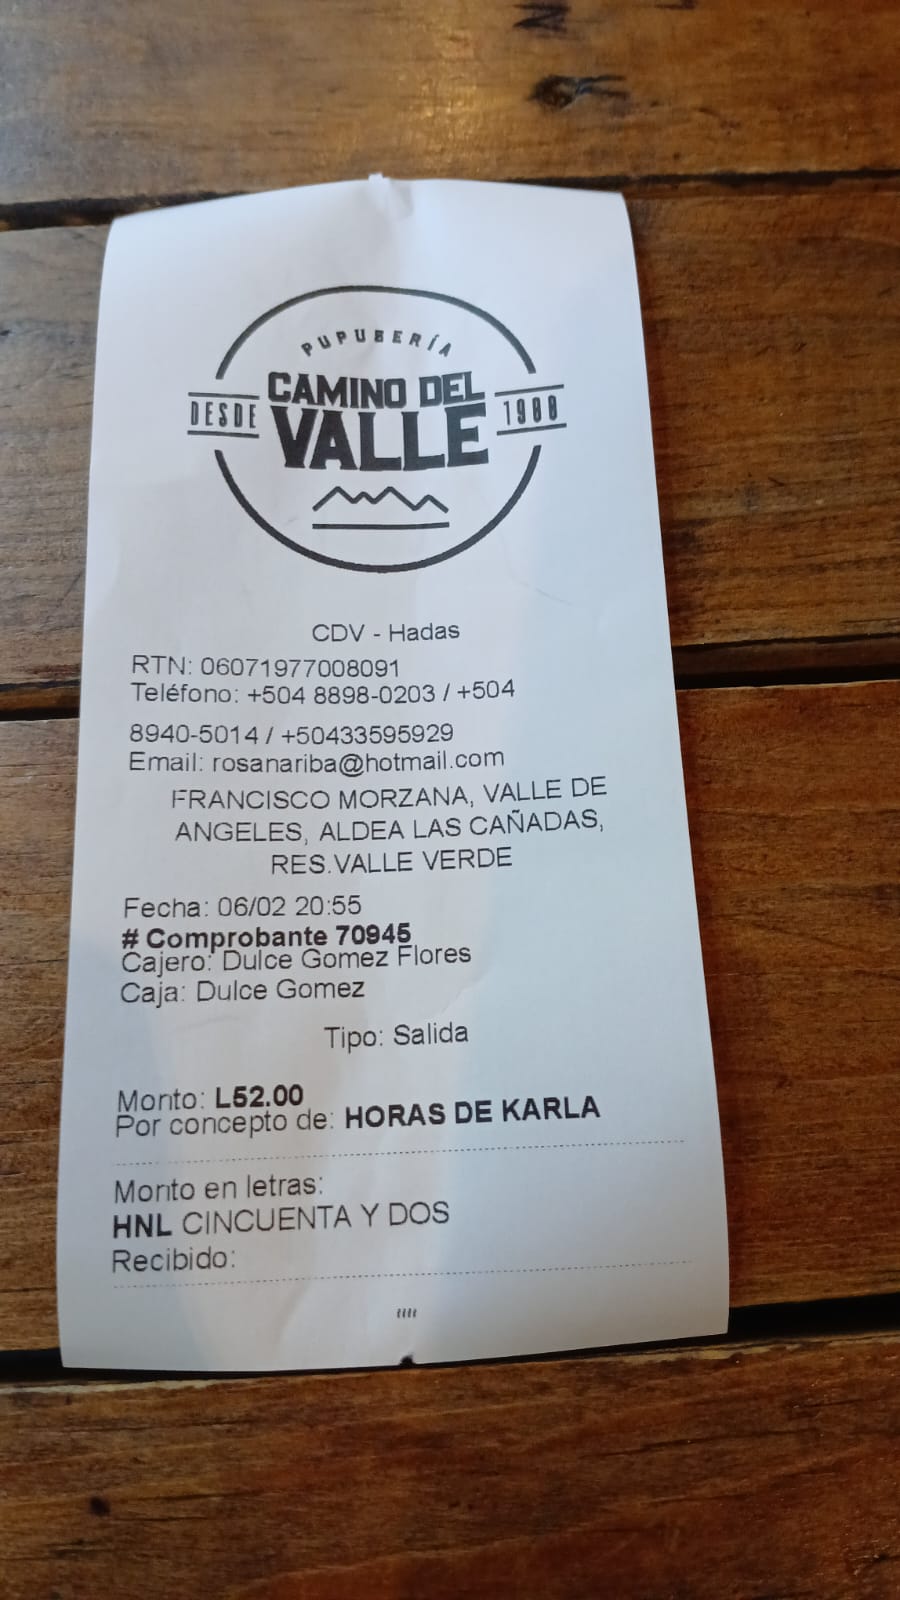 PUPUSERÍA
DESDE
CAMINO DEL
VALLE
1988
CDV - Hadas
RTN: 06071977008091
Teléfono: +504 8898-0203 / +504
8940-5014 / +50433595929
Email: rosanariba@hotmail.com
FRANCISCO MORZANA, VALLE DE
ANGELES, ALDEA LAS CAÑADAS,
RES.VALLE VERDE
Fecha: 06/02 20:55
# Comprobante 70945
Cajero: Dulce Gomez Flores
Caja: Dulce Gomez
Tipo: Salida
Monto: L52.00
Por concepto de: HORAS DE KARLA
Monto en letras:
HNL CINCUENTA Y DOS
Recibido: